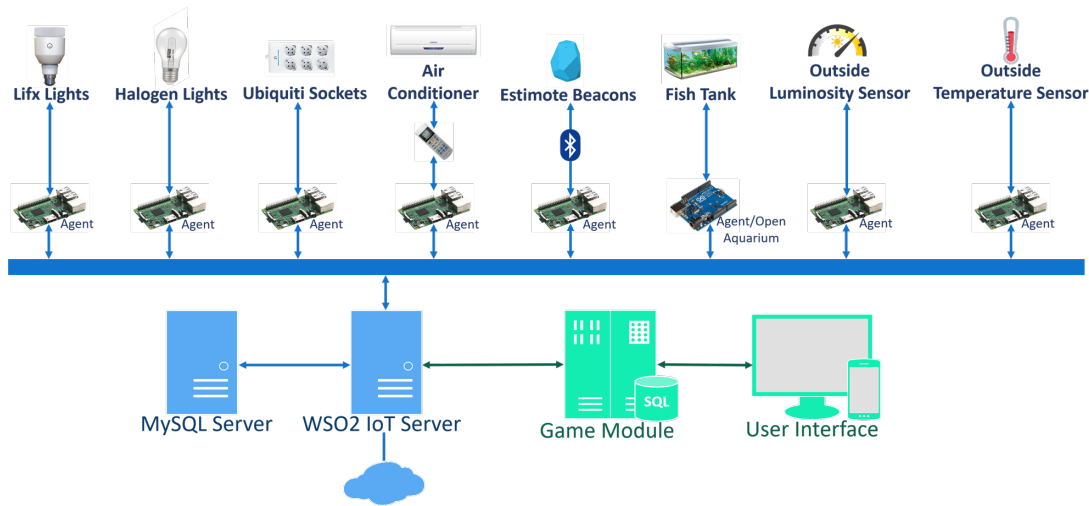 Lifx Lights
Halogen Lights
Ubiquiti Sockets
Air
Conditioner
Estimote Beacons
Fish Tank
Outside
Luminosity Sensor
Outside
Temperature Sensor
Agent
Agent
Agent
Agent
Agent
Agent/Open
Aquarium
Agent
Agent
SQL
MySQL Server
WSO2 IoT Server
Game Module
User Interface